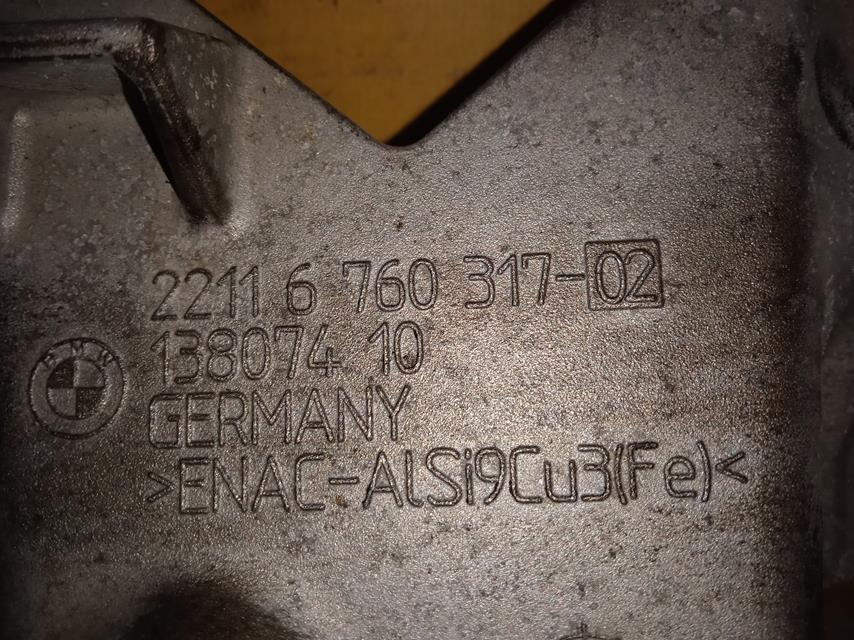 2211 6 760 317-02
138074 10
BMW
GERMANY
>ENAC-AlSi9Cu3(Fe)<